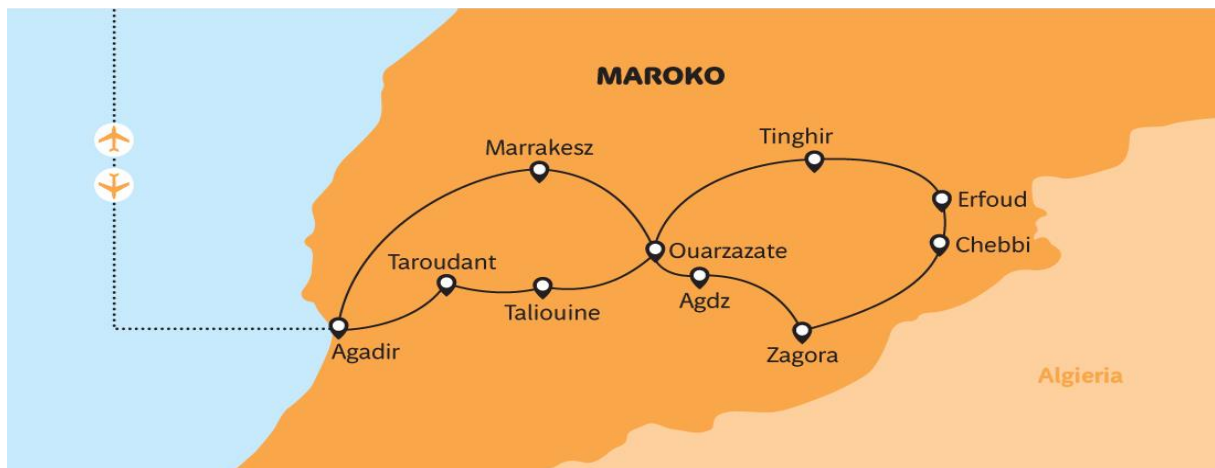 MAROKO
Tinghir
Marrakesz
Erfoud
Chebbi
Ouarzazate
Taroudant
Agdz
Taliouine
Zagora
Agadir
Algieria